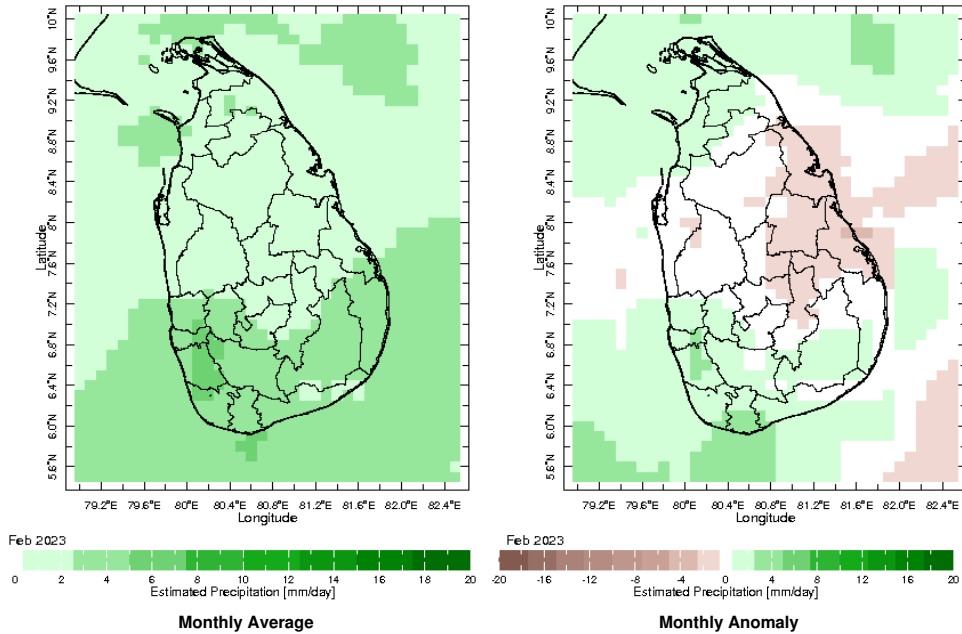 10°N
9.6°N
9.2°N
8.8°N
8.4°N
8°N
7.6°N
7.2°N
6.8°N
6.4°N
6.0°N
5.6°N
Latitude
79.2°E 79.6°E 80°E 80.4°E 80.8°E 81.2°E 81.6°E 82.0°E
Longitude
Feb 2023
0 2 4 6 8 10 12 14 16 18 20
Estimated Precipitation [mm/day]
Monthly Average
10°N
9.6°N
9.2°N
8.8°N
8.4°N
8°N
7.6°N
7.2°N
6.8°N
6.4°N
6.0°N
5.6°N
Latitude
79.2°E 79.6°E 80°E 80.4°E 80.8°E 81.2°E 81.6°E 82.0°E
Longitude
Feb 2023
-20 -16 -12 -8 -4 0 4 8 12 16 20
Estimated Precipitation [mm/day]
Monthly Anomaly